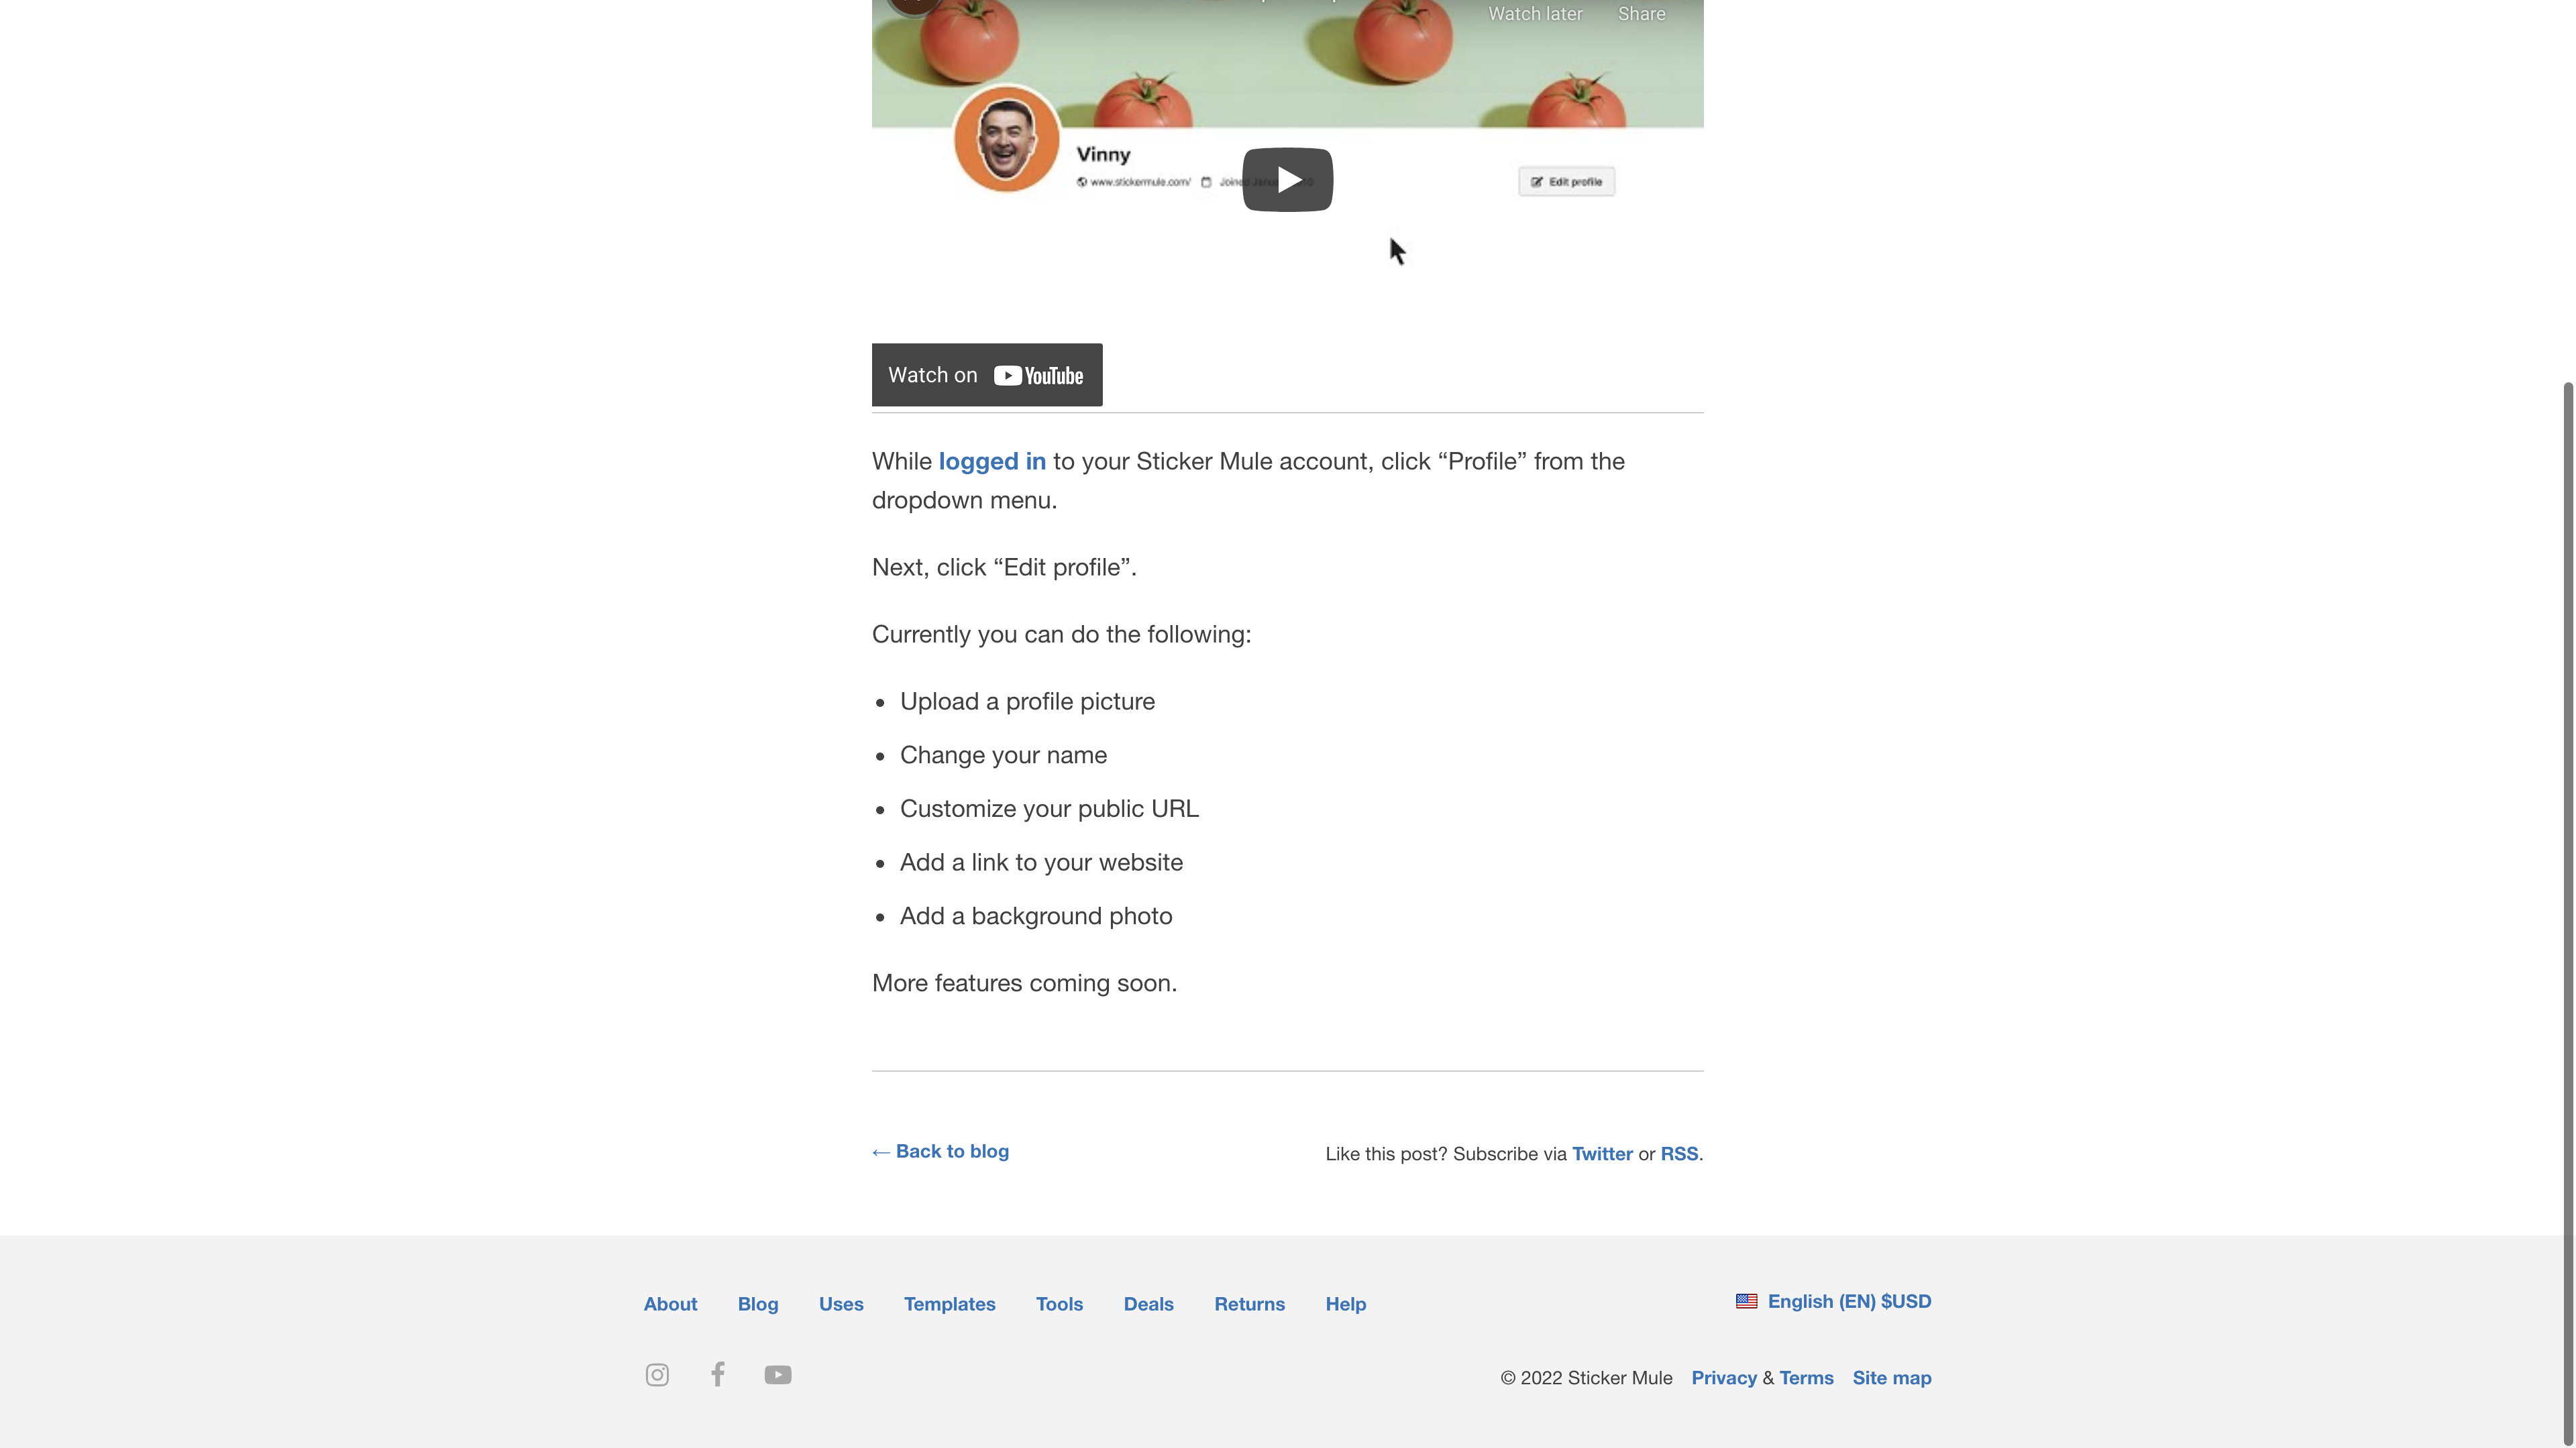 Watch later Share
Vinny
www.stickermule.com/
Edit profile
Watch on YouTube
While logged in to your Sticker Mule account, click “Profile” from the
dropdown menu.
Next, click “Edit profile”.
Currently you can do the following:
• Upload a profile picture
• Change your name
• Customize your public URL
• Add a link to your website
• Add a background photo
More features coming soon.
← Back to blog
Like this post? Subscribe via Twitter or RSS.
About Blog Uses Templates Tools Deals Returns Help
English (EN) $USD
© 2022 Sticker Mule Privacy & Terms Site map